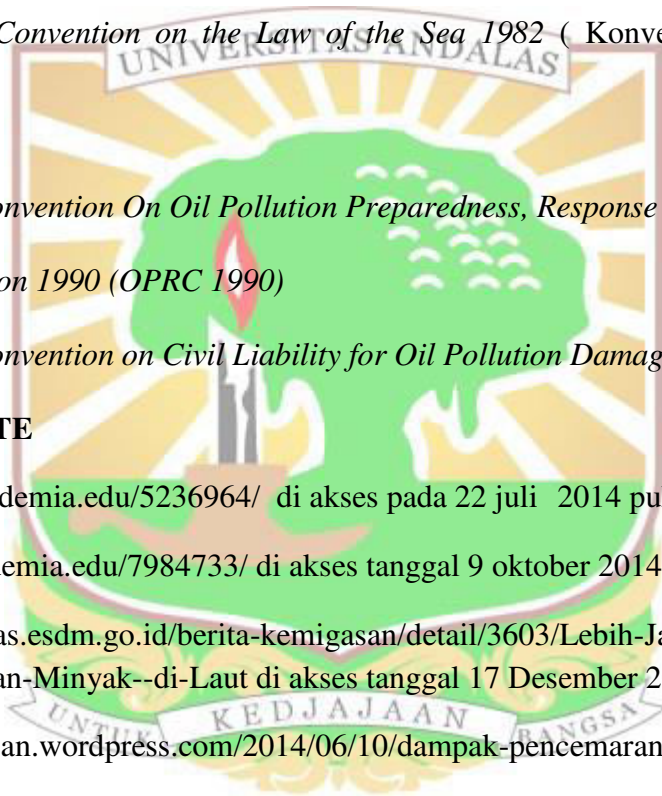 Convention on the Law of the Sea 1982 ( Konve
UNIVERSITAS ANDALAS
onvention On Oil Pollution Preparedness, Response
on 1990 (OPRC 1990)
onvention on Civil Liability for Oil Pollution Damag
TE
demia.edu/5236964/ di akses pada 22 juli 2014 pu
lemia.edu/7984733/ di akses tanggal 9 oktober 2014
as.esdm.go.id/berita-kemigasan/detail/3603/Lebih-Ja
an-Minyak--di-Laut di akses tanggal 17 Desember 2
UNTUK KEDJAJAAN BANGSA
an.wordpress.com/2014/06/10/dampak-pencemaran